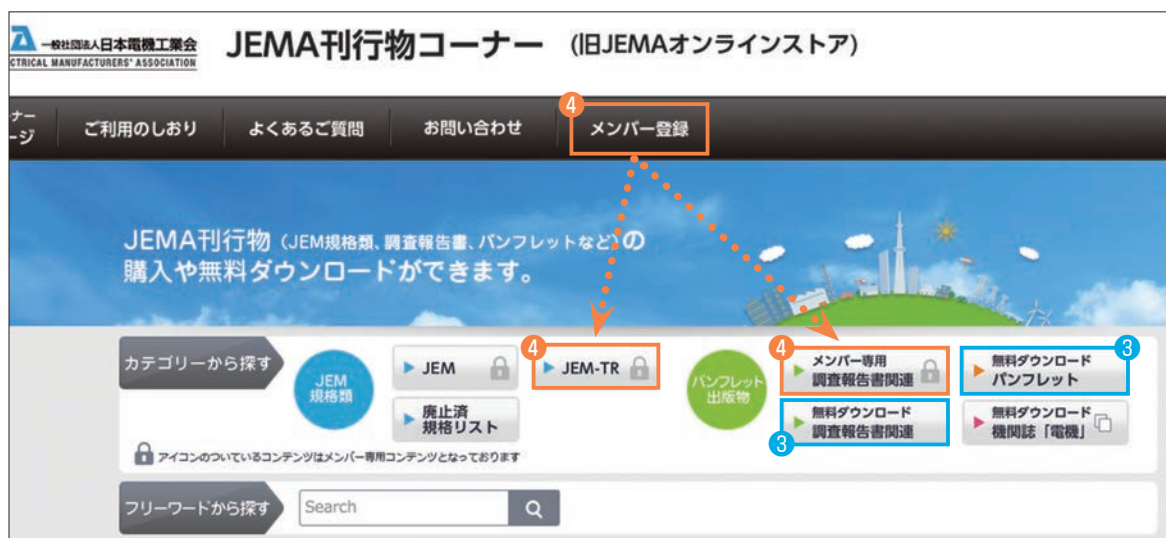 一般社団法人日本電機工業会
CTRICAL MANUFACTURERS' ASSOCIATION
JEMA刊行物コーナー (旧JEMAオンラインストア)
ナー
-ジ
ご利用のしおり
よくあるご質問
お問い合わせ
4
メンバー登録
JEMA刊行物（JEM規格類、調査報告書、パンフレットなど）の
購入や無料ダウンロードができます。
カテゴリーから探す
JEM
規格類
JEM
4
JEM-TR
廃止済
規格リスト
パンフレット
出版物
4
メンバー専用
調査報告書関連
3
無料ダウンロード
パンフレット
3
無料ダウンロード
調査報告書関連
無料ダウンロード
機関誌「電機」
アイコンのついているコンテンツはメンバー専用コンテンツとなっております
フリーワードから探す
Search